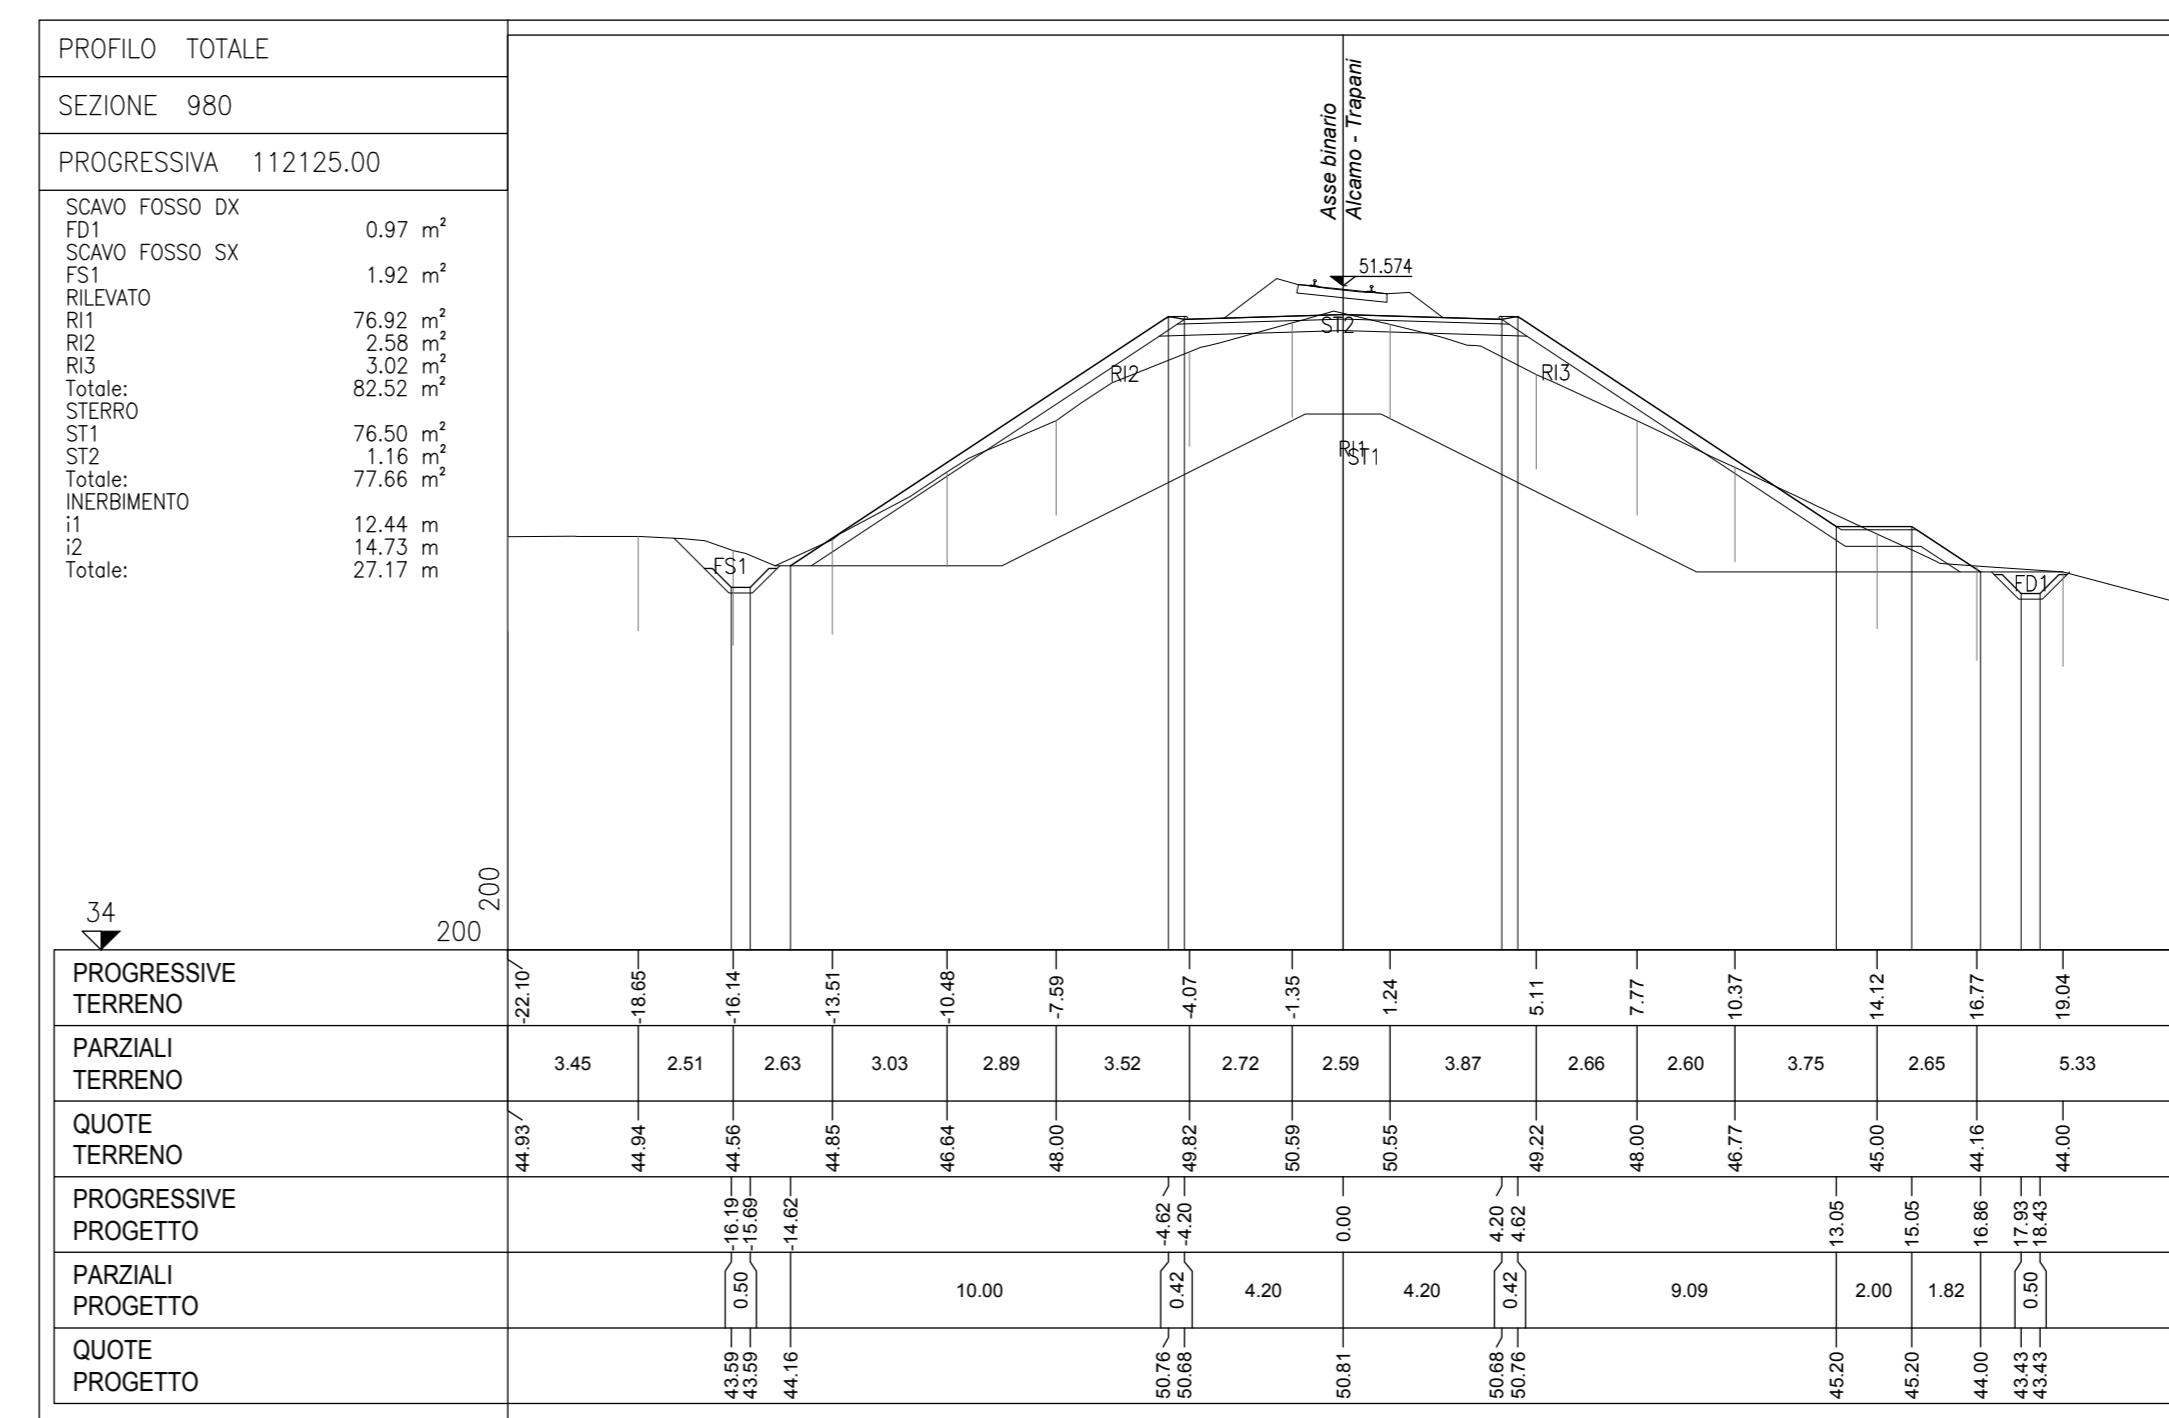 PROFILO TOTALE
SEZIONE 980
PROGRESSIVA 112125.00
SCAVO FOSSO DX
FD1 0.97 m²
SCAVO FOSSO SX
FS1 1.92 m²
RILEVATO
RI1 76.92 m²
RI2 2.58 m²
RI3 3.02 m²
Totale: 82.52 m²
STERRO
ST1 76.50 m²
ST2 1.16 m²
Totale: 77.66 m²
INERBIMENTO
i1 12.44 m
i2 14.73 m
Totale: 27.17 m
Asse binario
Alcamo - Trapani
51.574
ST2
RI2
RI3
RI1
ST1
FS1
FD1
34
200
200
PROGRESSIVE
TERRENO
-22.10 -18.65 -16.14 -13.51 -10.48 -7.59 -4.07 -1.35 1.24 5.11 7.77 10.37 14.12 16.77 19.04
PARZIALI
TERRENO
3.45 2.51 2.63 3.03 2.89 3.52 2.72 2.59 3.87 2.66 2.60 3.75 2.65 5.33
QUOTE
TERRENO
44.93 44.94 44.56 44.85 46.64 48.00 49.82 50.59 50.55 49.22 48.00 46.77 45.00 44.16 44.00
PROGRESSIVE
PROGETTO
-16.19 -15.69 -14.62 -4.62 -4.20 0.00 4.20 4.62 13.05 15.05 16.86 17.93 18.43
PARZIALI
PROGETTO
0.50 10.00 0.42 4.20 4.20 0.42 9.09 2.00 1.82 0.50
QUOTE
PROGETTO
43.59 43.59 44.16 50.76 50.68 50.81 50.68 50.76 45.20 45.20 44.00 43.43 43.43